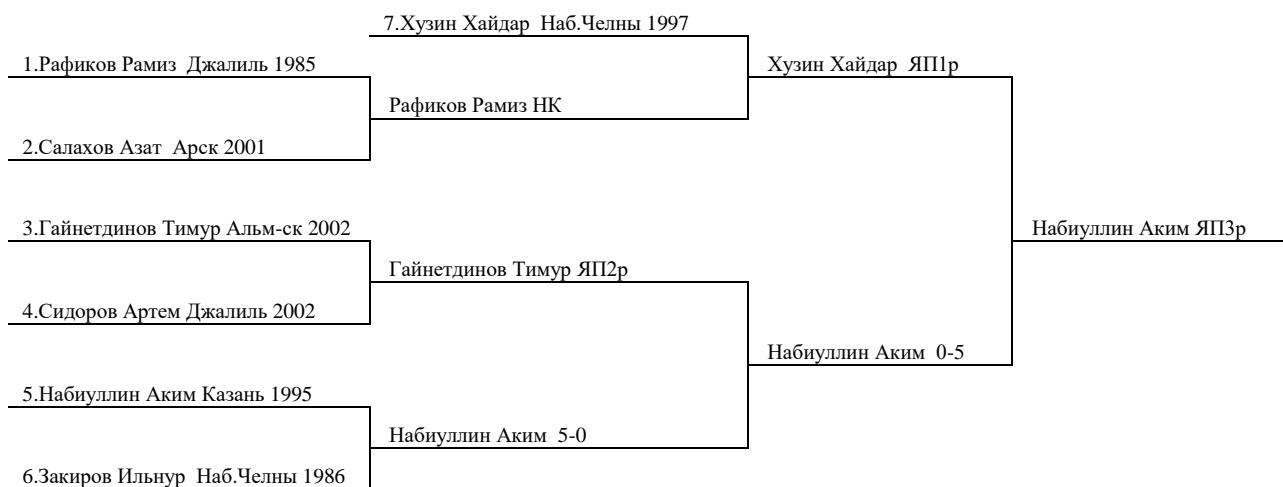 7.Хузин Хайдар Наб.Челны 1997
1.Рафиков Рамиз Джалиль 1985
Хузин Хайдар ЯП1р
Рафиков Рамиз НК
2.Салахов Азат Арск 2001
3.Гайнетдинов Тимур Альм-ск 2002
Набиуллин Аким ЯП3р
Гайнетдинов Тимур ЯП2р
4.Сидоров Артем Джалиль 2002
Набиуллин Аким 0-5
5.Набиуллин Аким Казань 1995
Набиуллин Аким 5-0
6.Закиров Ильнур Наб.Челны 1986